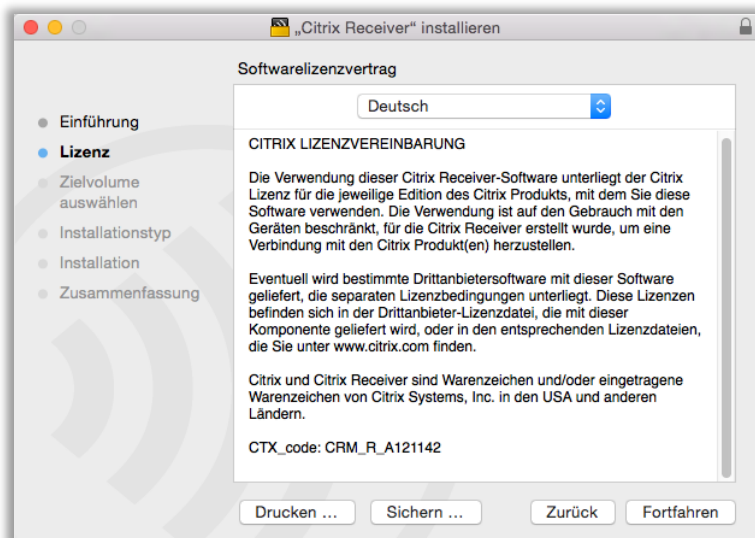 „Citrix Receiver“ installieren
Softwarelizenzvertrag
Einführung
Lizenz
Zielvolume
auswählen
Installationstyp
Installation
Zusammenfassung
Deutsch
CITRIX LIZENZVEREINBARUNG
Die Verwendung dieser Citrix Receiver-Software unterliegt der Citrix
Lizenz für die jeweilige Edition des Citrix Produkts, mit dem Sie diese
Software verwenden. Die Verwendung ist auf den Gebrauch mit den
Geräten beschränkt, für die Citrix Receiver erstellt wurde, um eine
Verbindung mit den Citrix Produkt(en) herzustellen.
Eventuell wird bestimmte Drittanbietersoftware mit dieser Software
geliefert, die separaten Lizenzbedingungen unterliegt. Diese Lizenzen
befinden sich in der Drittanbieter-Lizenzdatei, die mit dieser
Komponente geliefert wird, oder in den entsprechenden Lizenzdateien,
die Sie unter www.citrix.com finden.
Citrix und Citrix Receiver sind Warenzeichen und/oder eingetragene
Warenzeichen von Citrix Systems, Inc. in den USA und anderen
Ländern.
CTX_code: CRM_R_A121142
Drucken ...
Sichern ...
Zurück
Fortfahren